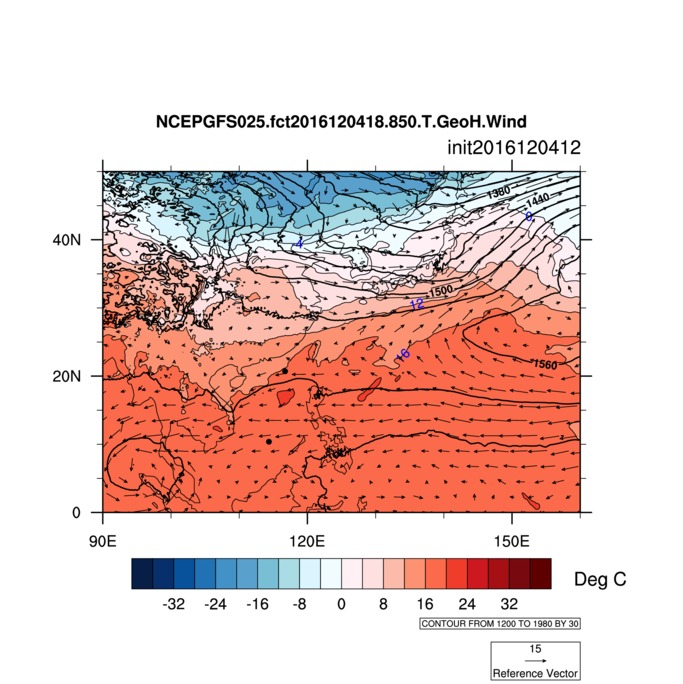 NCEPGFS025.fct2016120418.850.T.GeoH.Wind
init2016120412
1380
1440
0
40N
4
1500
12
16
1560
20N
0
90E 120E 150E
Deg C
-32 -24 -16 -8 0 8 16 24 32
CONTOUR FROM 1200 TO 1980 BY 30
15
Reference Vector